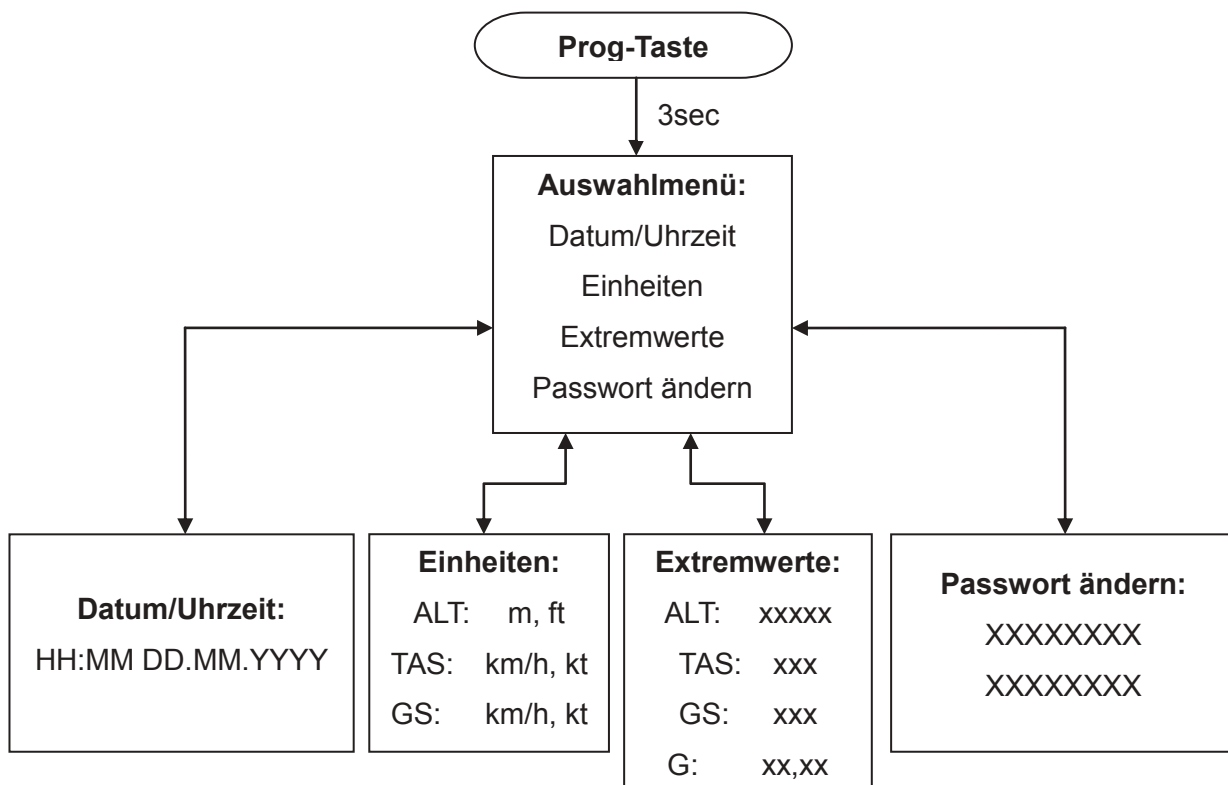 Prog-Taste
3sec
Auswahlmenü:
Datum/Uhrzeit
Einheiten
Extremwerte
Passwort ändern
Datum/Uhrzeit:
HH:MM DD.MM.YYYY
Einheiten:
ALT: m, ft
TAS: km/h, kt
GS: km/h, kt
Extremwerte:
ALT: xxxxx
TAS: xxx
GS: xxx
G: xx,xx
Passwort ändern:
XXXXXXXX
XXXXXXXX